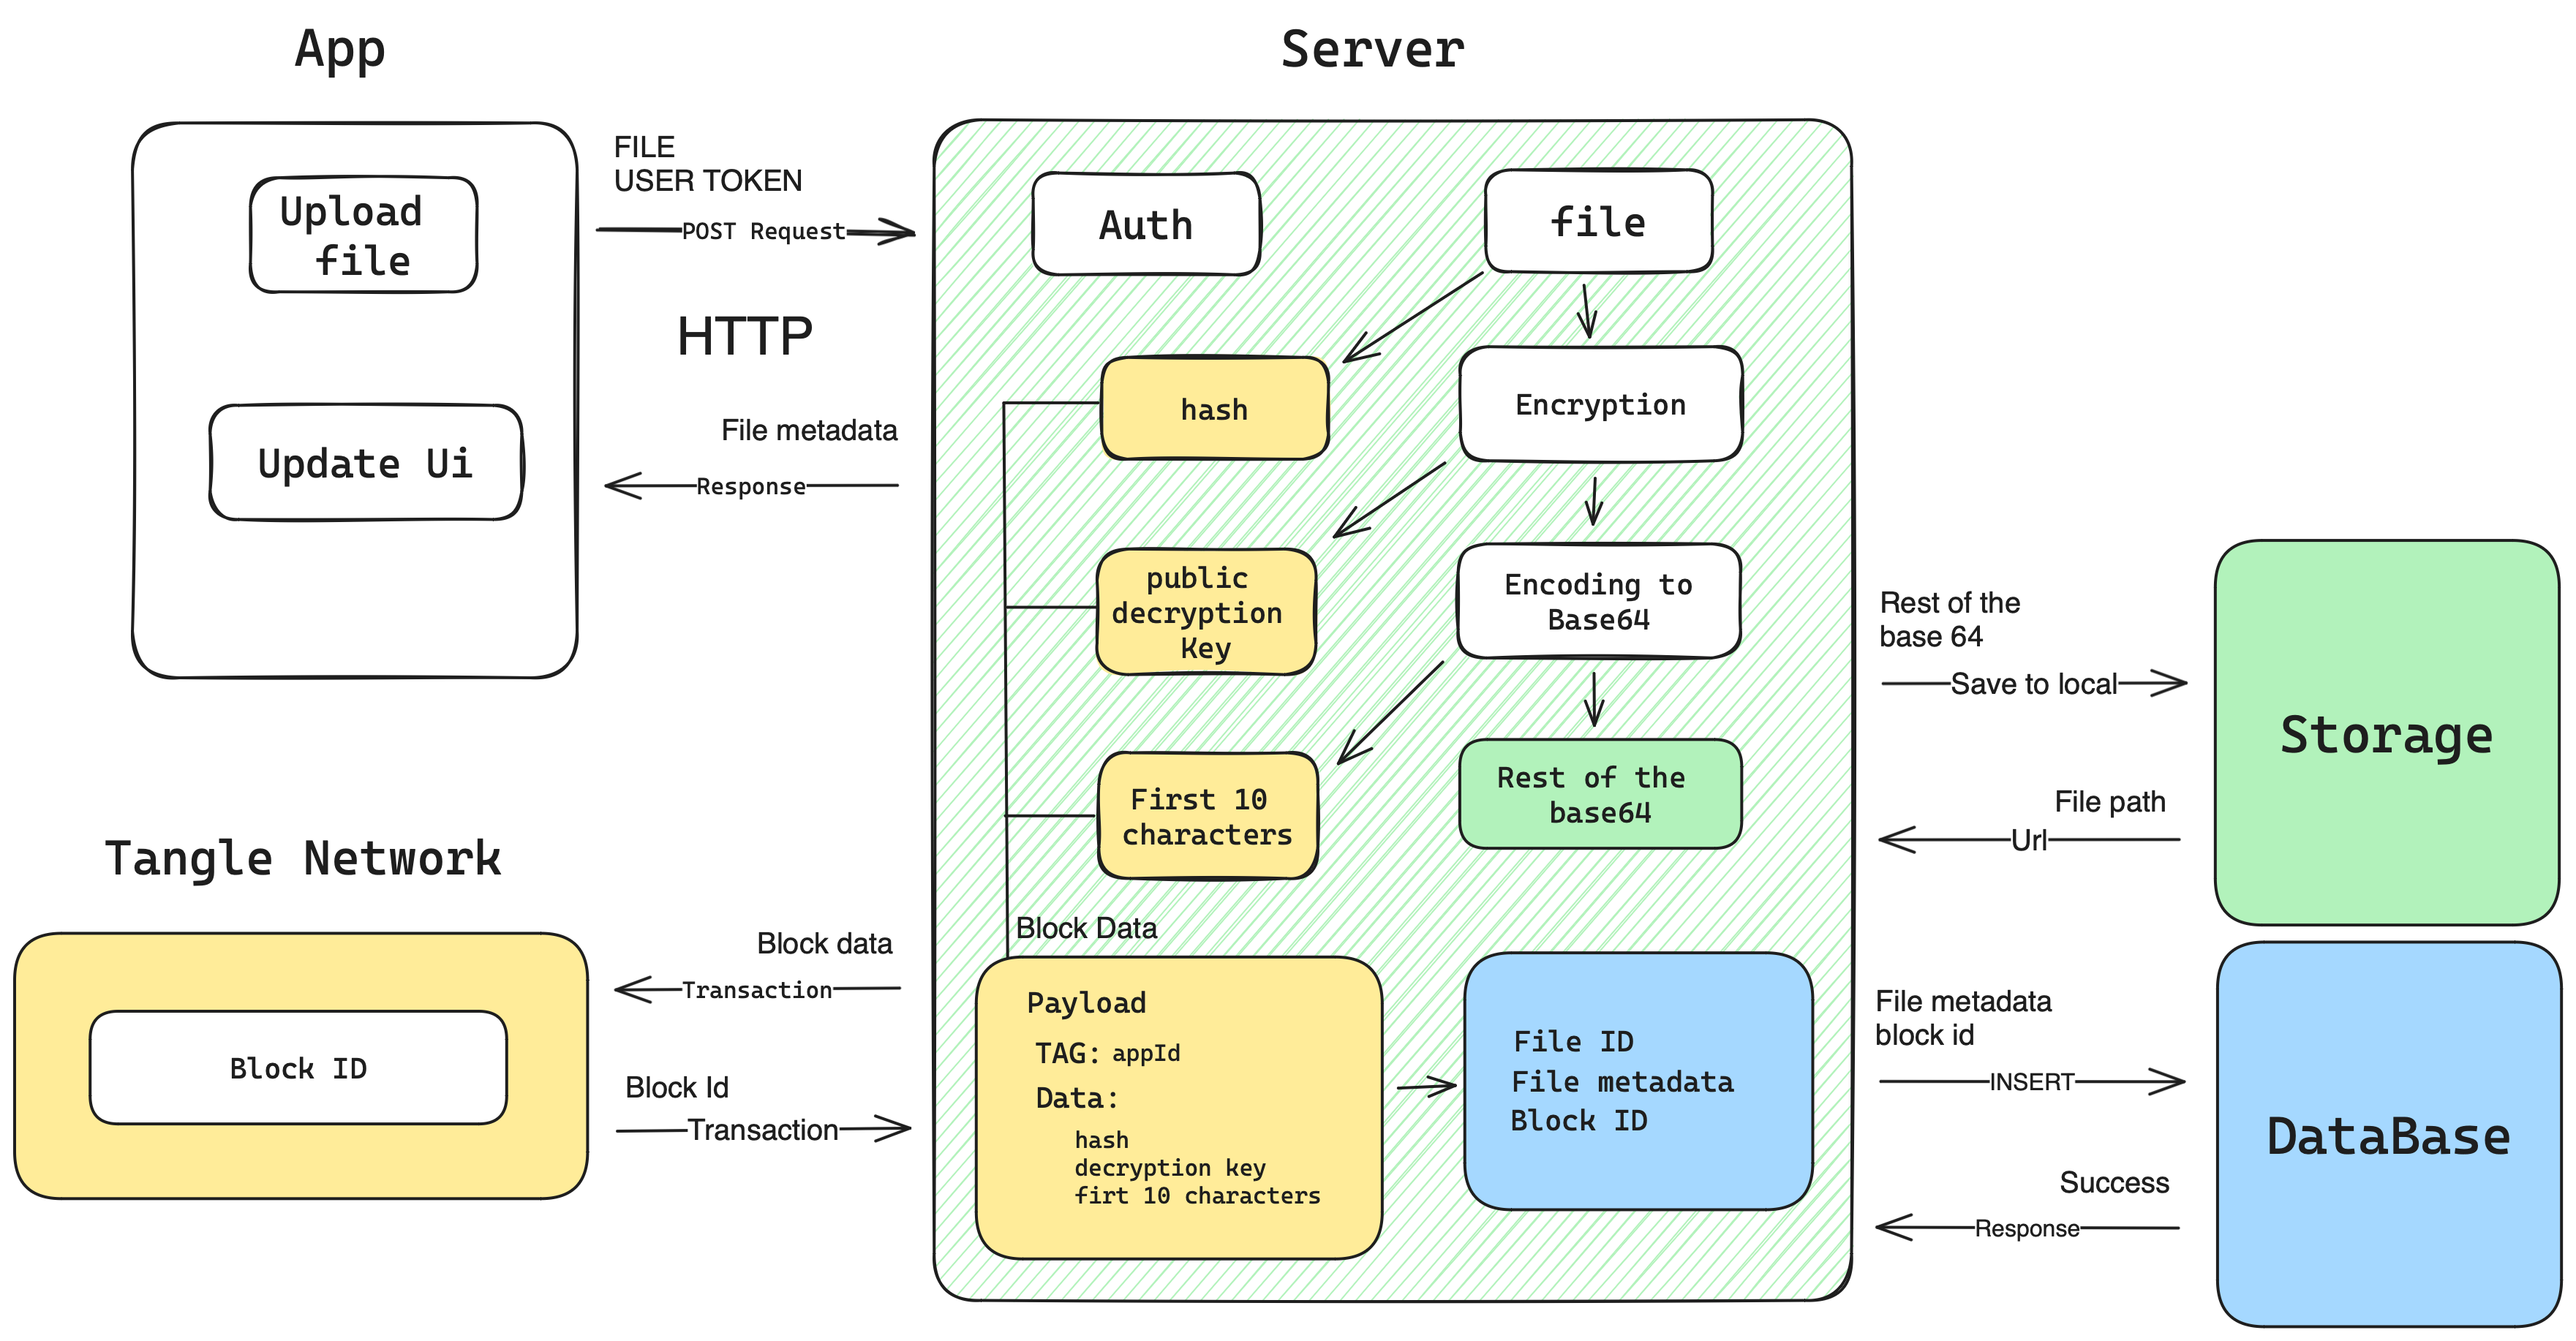 App
Upload
file
Update Ui
FILE
USER TOKEN
POST Request
HTTP
File metadata
Response
Server
Auth
file
hash
Encryption
public
decryption
Key
Encoding to
Base64
First 10
characters
Rest of the
base64
Block Data
Payload
TAG: appId
Data:
hash
decryption key
firt 10 characters
File ID
File metadata
Block ID
Tangle Network
Block ID
Block data
Transaction
Block Id
Transaction
Rest of the
base 64
Save to local
File path
Url
Storage
File metadata
block id
INSERT
Success
Response
DataBase